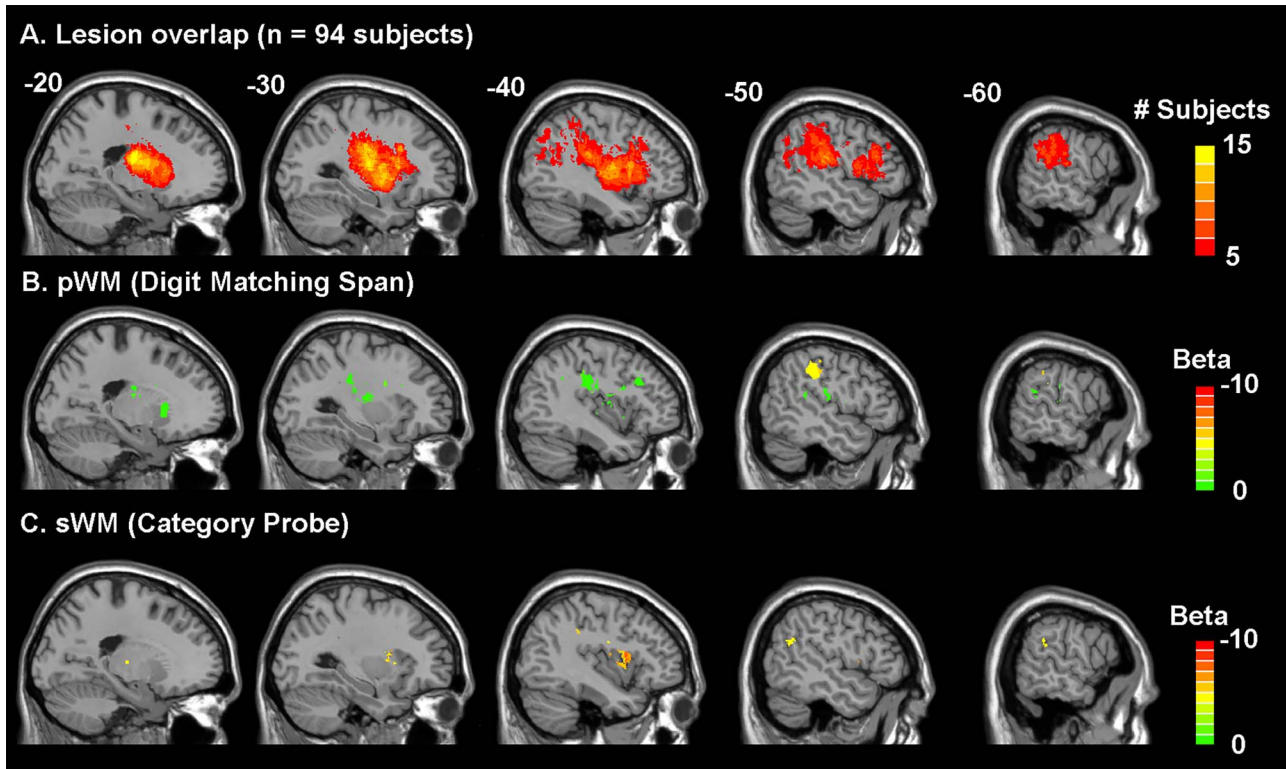 A. Lesion overlap (n = 94 subjects)
-20
-30
-40
-50
-60
# Subjects
15
5
B. pWM (Digit Matching Span)
Beta
-10
0
C. sWM (Category Probe)
Beta
-10
0